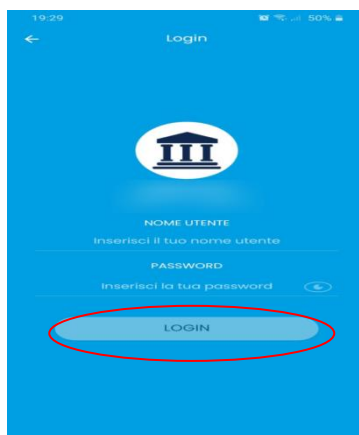 19:29 50%
Login
NOME UTENTE
Inserisci il tuo nome utente
PASSWORD
Inserisci la tua password
LOGIN